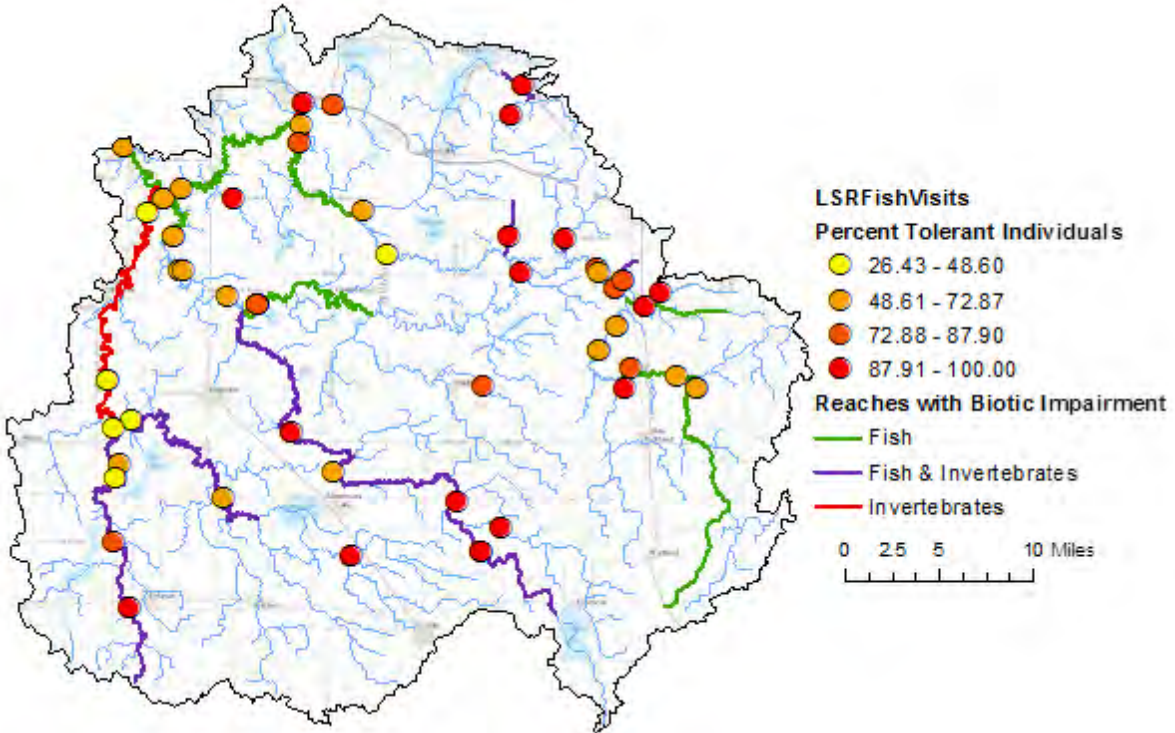 LSRFishVisits
Percent Tolerant Individuals
26.43 - 48.60
48.61 - 72.87
72.88 - 87.90
87.91 - 100.00
Reaches with Biotic Impairment
Fish
Fish & Invertebrates
Invertebrates
0 2.5 5 10 Miles